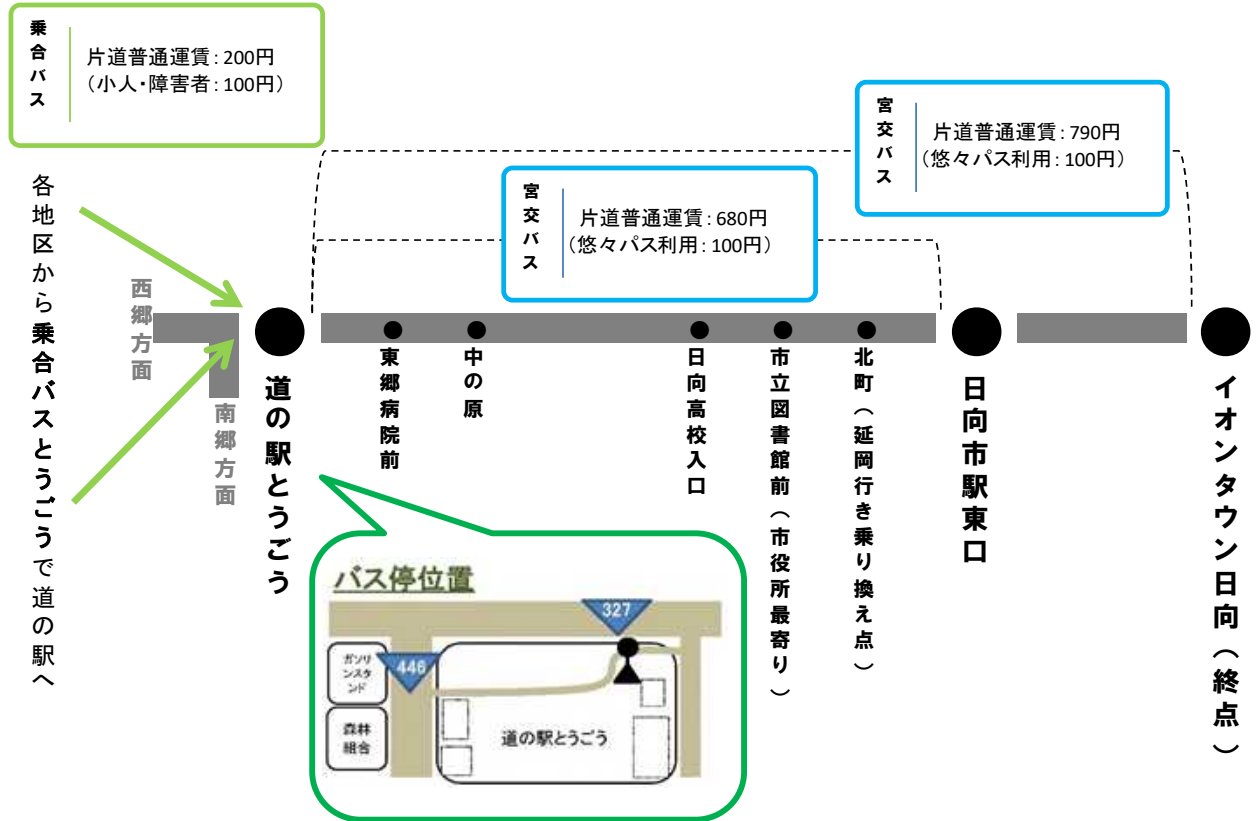 乗合バス
片道普通運賃：200円
（小人・障害者：100円）
宮交バス
片道普通運賃：790円
（悠々パス利用：100円）
宮交バス
片道普通運賃：680円
（悠々パス利用：100円）
各地区から乗合バスとうごうで道の駅へ
西郷方面
南郷方面
道の駅とうごう
東郷病院前
中の原
日向高校入口
市立図書館前（市役所最寄り）
北町（延岡行き乗り換え点）
日向市駅東口
イオンタウン日向（終点）
バス停位置
327
446
ガソリ
ンスタ
ンド
森林
組合
道の駅とうごう